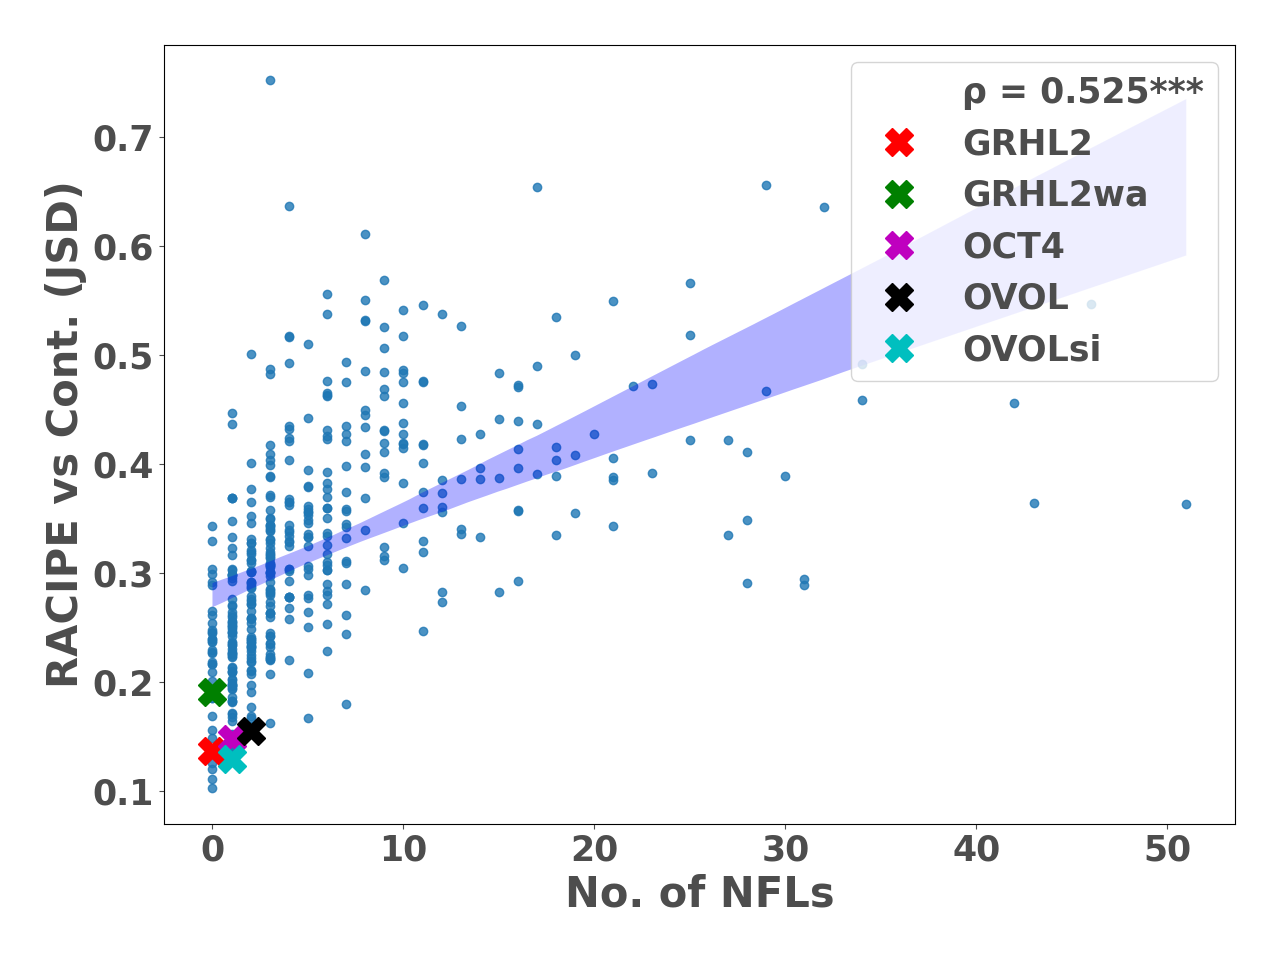 RACIPE vs Cont. (JSD)
0.7
0.6
0.5
0.4
0.3
0.2
0.1
ρ = 0.525***
GRHL2
GRHL2wa
OCT4
OVOL
OVOLsi
0 10 20 30 40 50
No. of NFLs